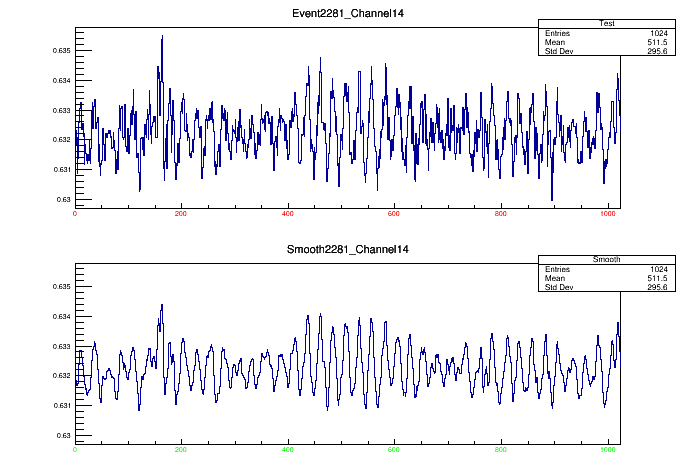 Event2281_Channel14
Test
Entries 1024
Mean 511.5
Std Dev 295.6
0.635
0.634
0.633
0.632
0.631
0.63
0 200 400 600 800 1000
Smooth2281_Channel14
Smooth
Entries 1024
Mean 511.5
Std Dev 295.6
0.635
0.634
0.633
0.632
0.631
0.63
0 200 400 600 800 1000